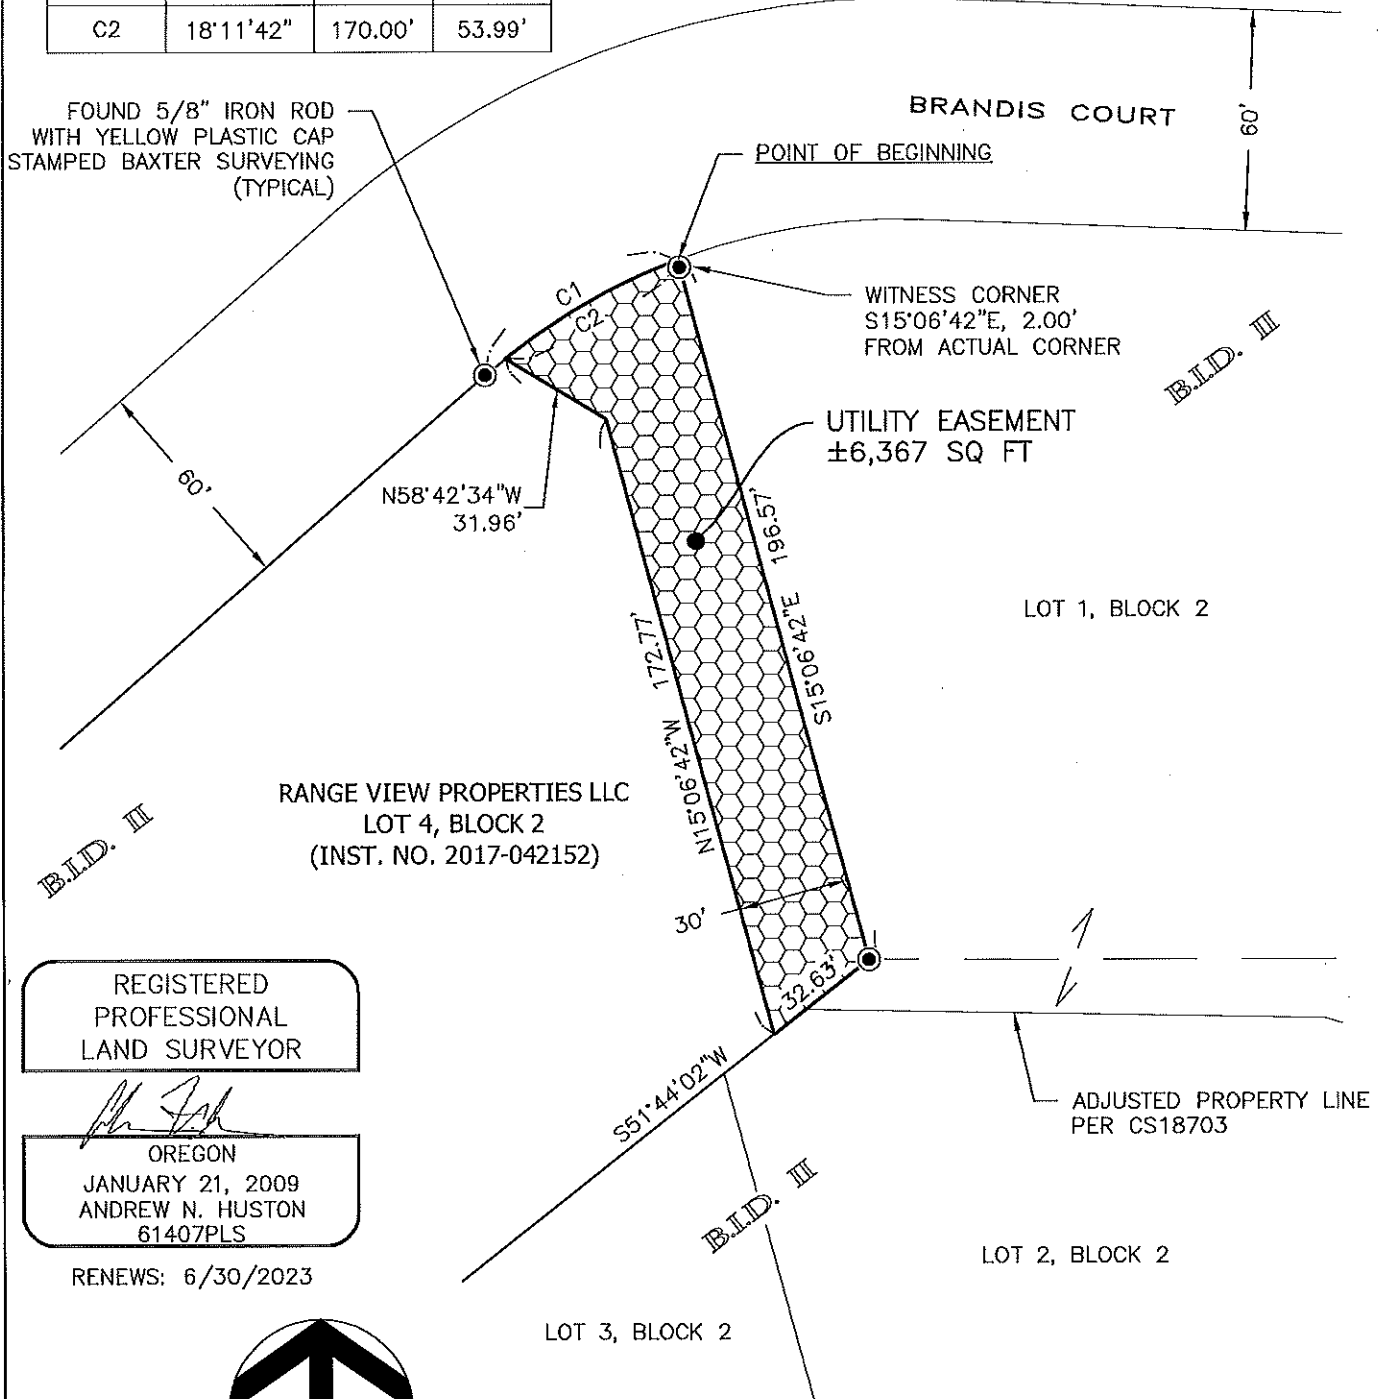 C2 18°11'42" 170.00' 53.99'
FOUND 5/8" IRON ROD
WITH YELLOW PLASTIC CAP
STAMPED BAXTER SURVEYING
(TYPICAL)
BRANDIS COURT
60'
POINT OF BEGINNING
C1
C2
WITNESS CORNER
S15°06'42"E, 2.00'
FROM ACTUAL CORNER
B.I.D. II
UTILITY EASEMENT
±6,367 SQ FT
60'
N58°42'34"W
31.96'
S15°06'42"E 196.57'
N15°06'42"W 172.77'
LOT 1, BLOCK 2
RANGE VIEW PROPERTIES LLC
LOT 4, BLOCK 2
(INST. NO. 2017-042152)
B.I.D. II
30'
32.63'
S51°44'02"W
REGISTERED
PROFESSIONAL
LAND SURVEYOR
OREGON
JANUARY 21, 2009
ANDREW N. HUSTON
61407PLS
RENEWS: 6/30/2023
ADJUSTED PROPERTY LINE
PER CS18703
B.I.D. II
LOT 2, BLOCK 2
LOT 3, BLOCK 2